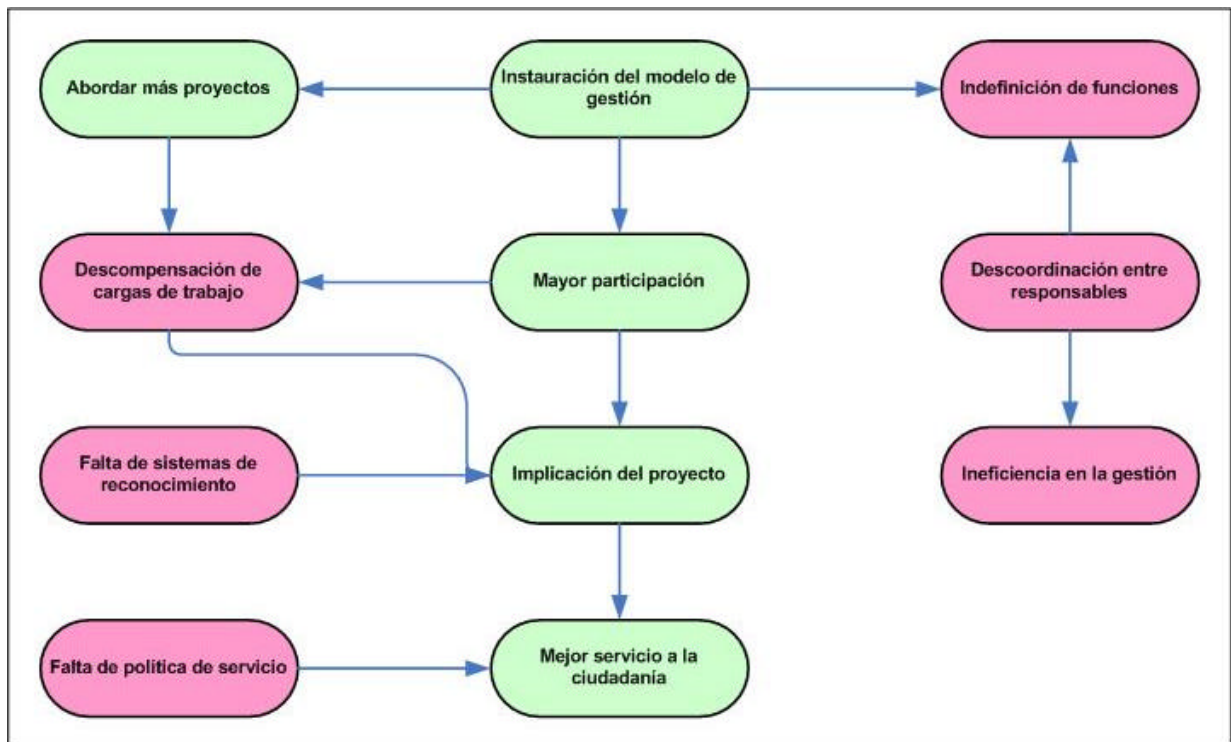 Abordar más proyectos
Instauración del modelo de
gestión
Indefinición de funciones
Descompensación de
cargas de trabajo
Mayor participación
Descoordinación entre
responsables
Falta de sistemas de
reconocimiento
Implicación del proyecto
Ineficiencia en la gestión
Falta de política de servicio
Mejor servicio a la
ciudadanía